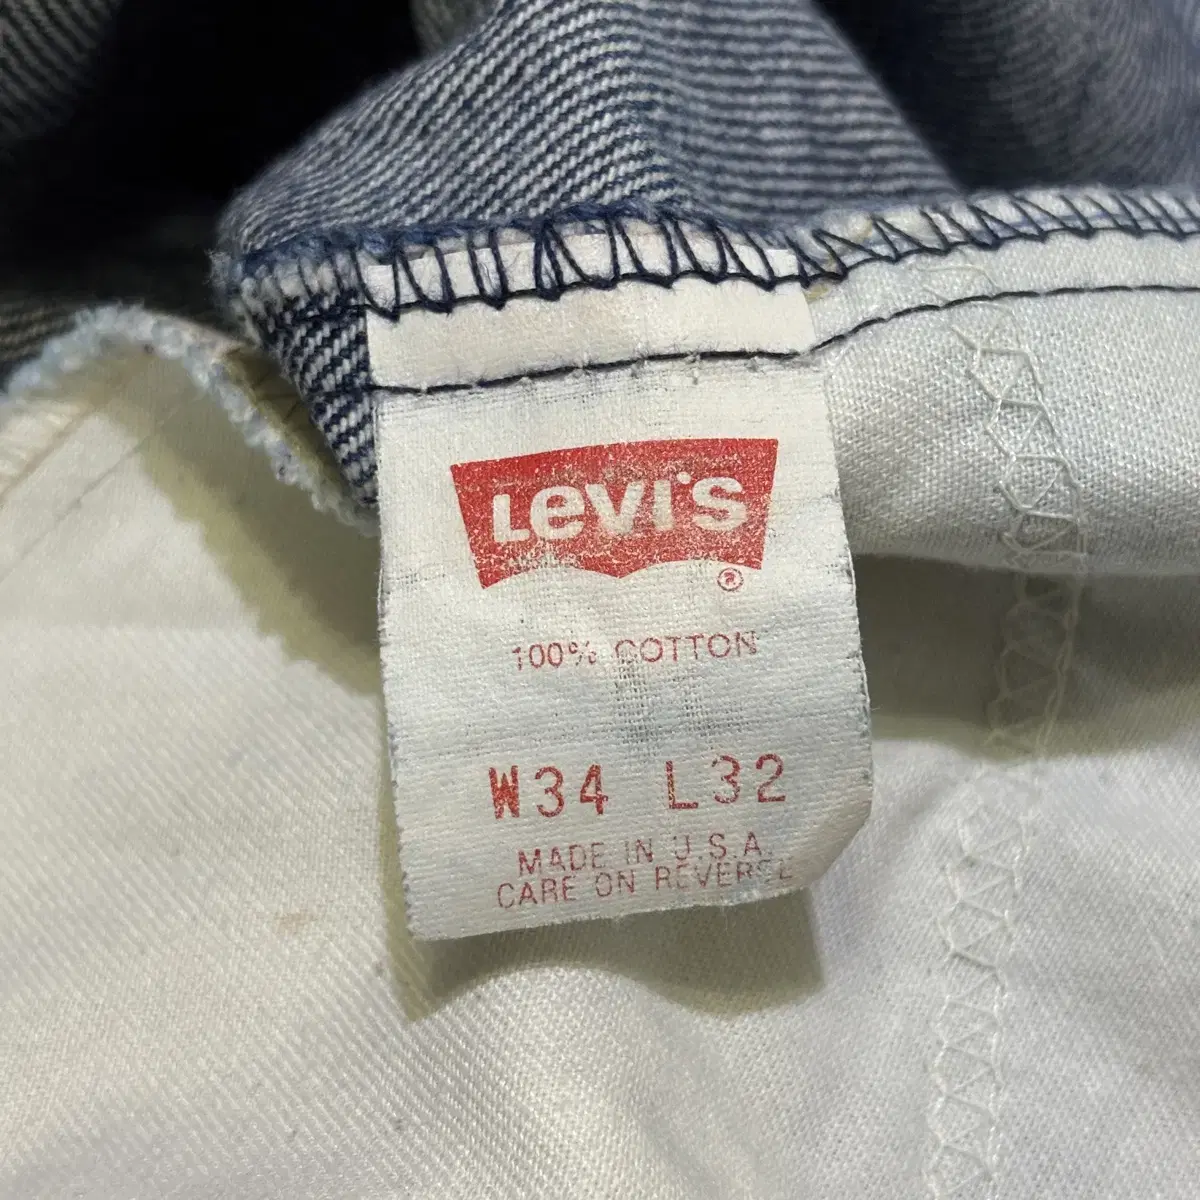 Levi's
®
100% COTTON
W34 L32
MADE IN U.S.A.
CARE ON REVERSE